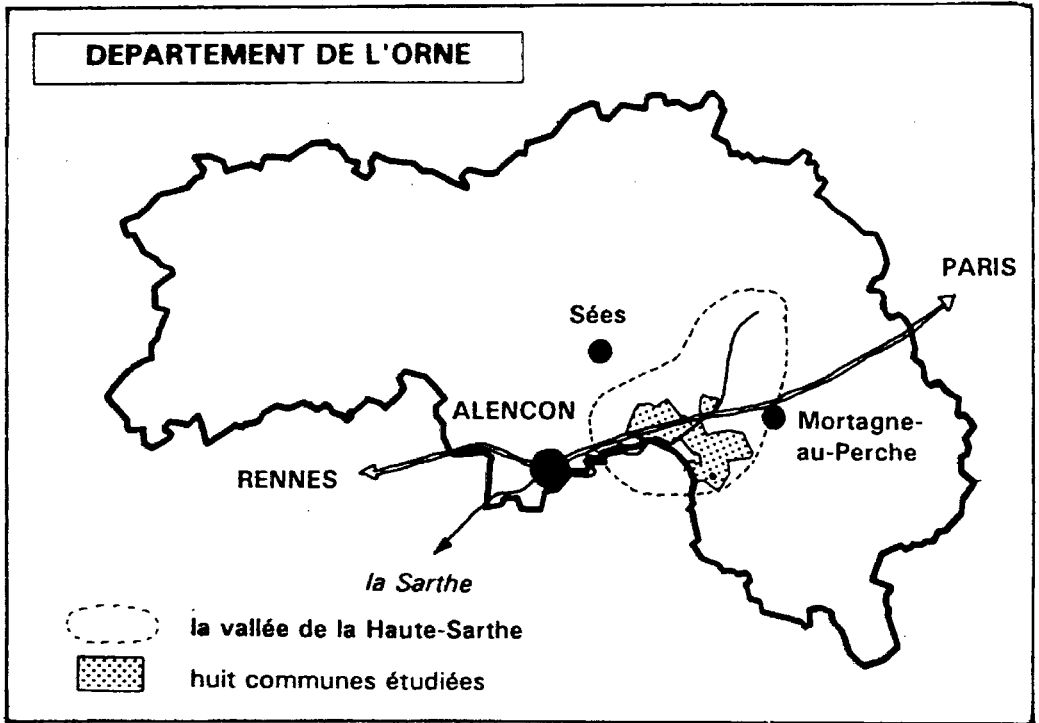 DEPARTEMENT DE L'ORNE
PARIS
Sées
ALENCON
Mortagne-
au-Perche
RENNES
la Sarthe
la vallée de la Haute-Sarthe
huit communes étudiées